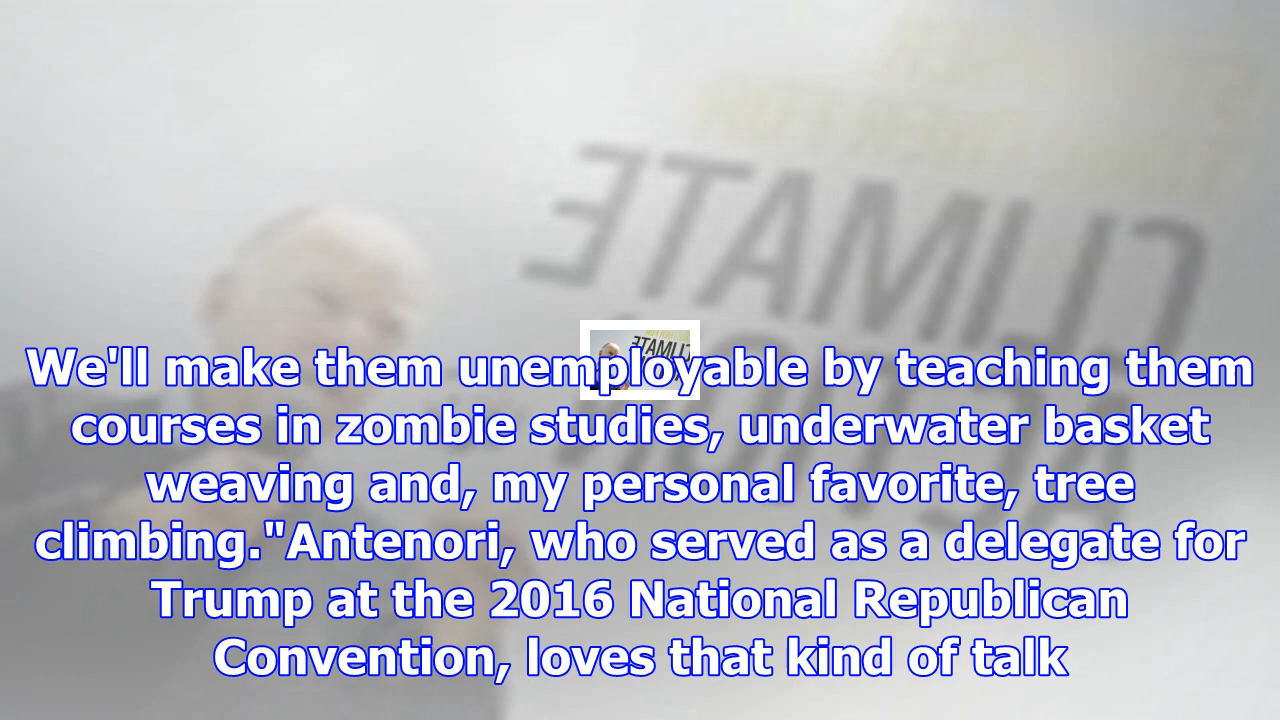 CLIMATE
ACTION
We'll make them unemployable by teaching them
courses in zombie studies, underwater basket
weaving and, my personal favorite, tree
climbing."Antenori, who served as a delegate for
Trump at the 2016 National Republican
Convention, loves that kind of talk